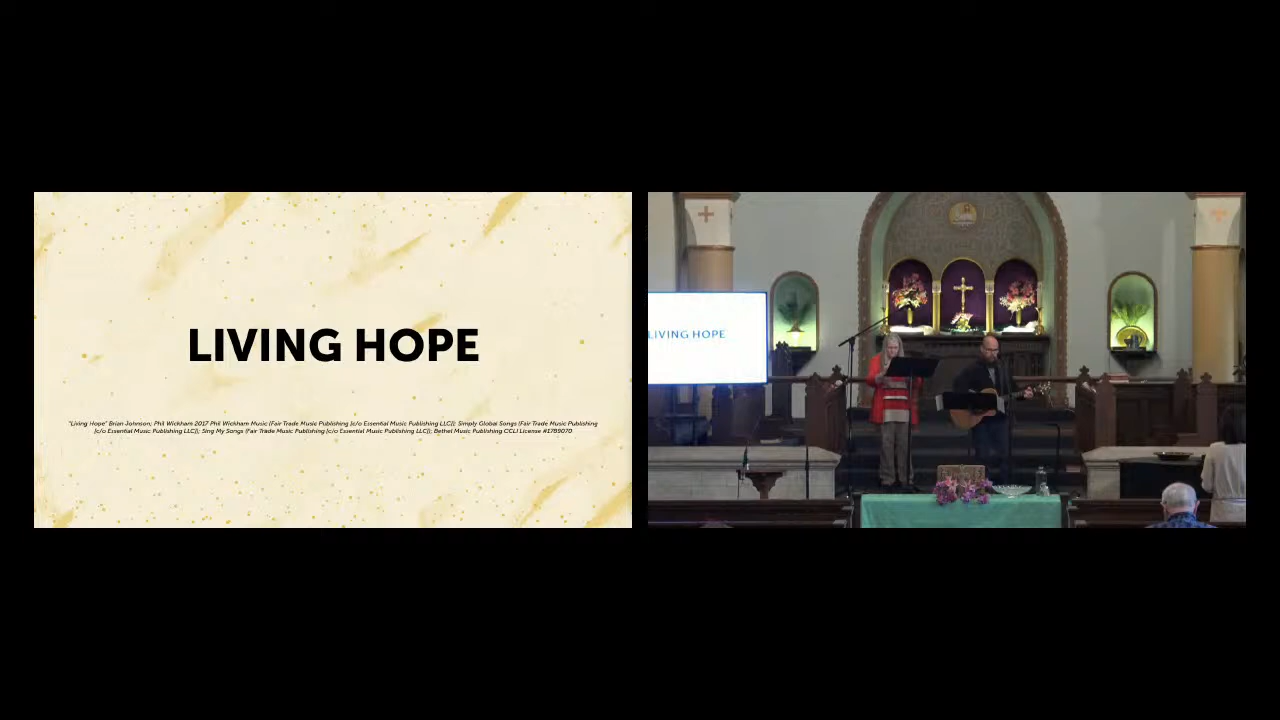 LIVING HOPE
"Living Hope" Brian Johnson; Phil Wickham 2017 Phil Wickham Music (Fair Trade Music Publishing [c/o Essential Music Publishing LLC]); Simply Global Songs (Fair Trade Music Publishing
[c/o Essential Music Publishing LLC]); Sing My Songs (Fair Trade Music Publishing [c/o Essential Music Publishing LLC]); Bethel Music Publishing CCLI License #1789070
LIVING HOPE